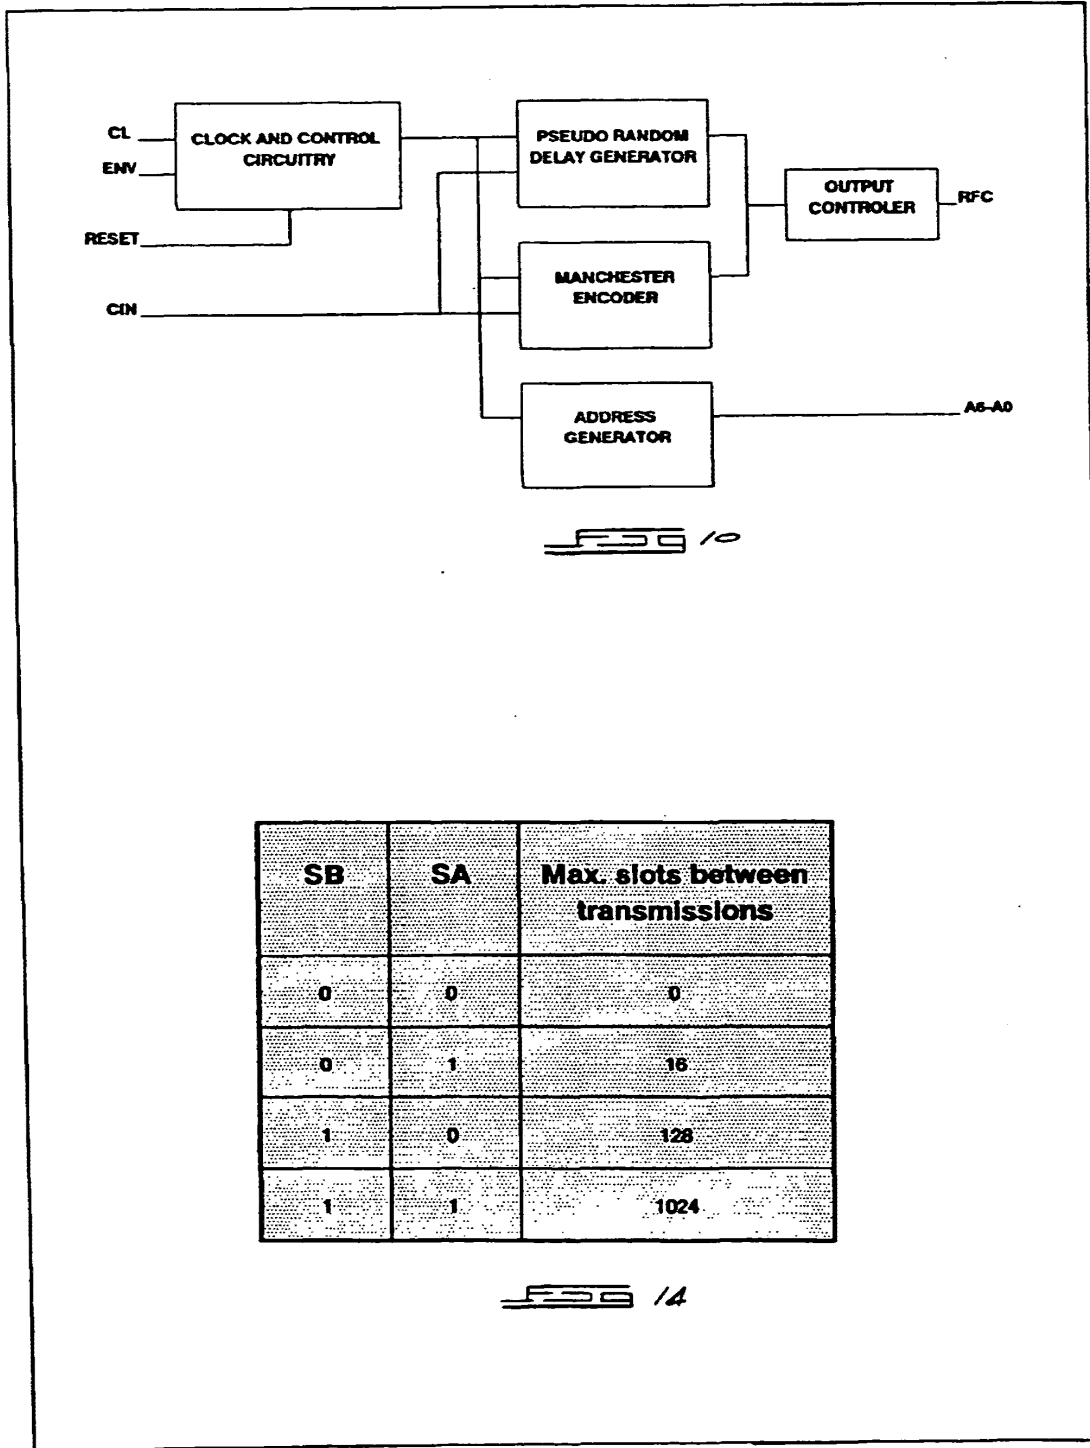 CL
ENV
RESET
CIN
CLOCK AND CONTROL
CIRCUITRY
PSEUDO RANDOM
DELAY GENERATOR
MANCHESTER
ENCODER
ADDRESS
GENERATOR
OUTPUT
CONTROLER
RFC
A6-A0
FIG 10
SB SA Max. slots between
transmissions
0 0 0
0 1 16
1 0 128
1 1 1024
FIG 14